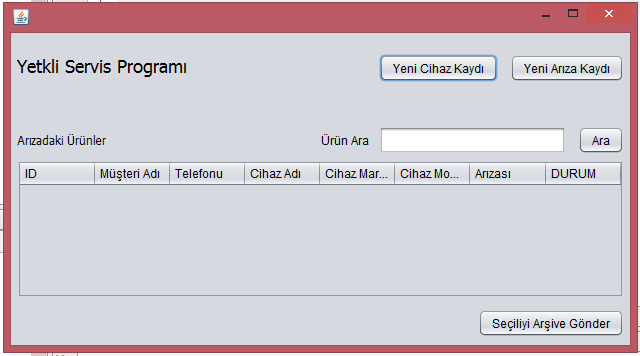 Yetkli Servis Programı
Yeni Cihaz Kaydı
Yeni Arıza Kaydı
Arızadaki Ürünler
Ürün Ara
Ara
ID
Müşteri Adı
Telefonu
Cihaz Adı
Cihaz Mar...
Cihaz Mo...
Arızası
DURUM
Seçiliyi Arşive Gönder